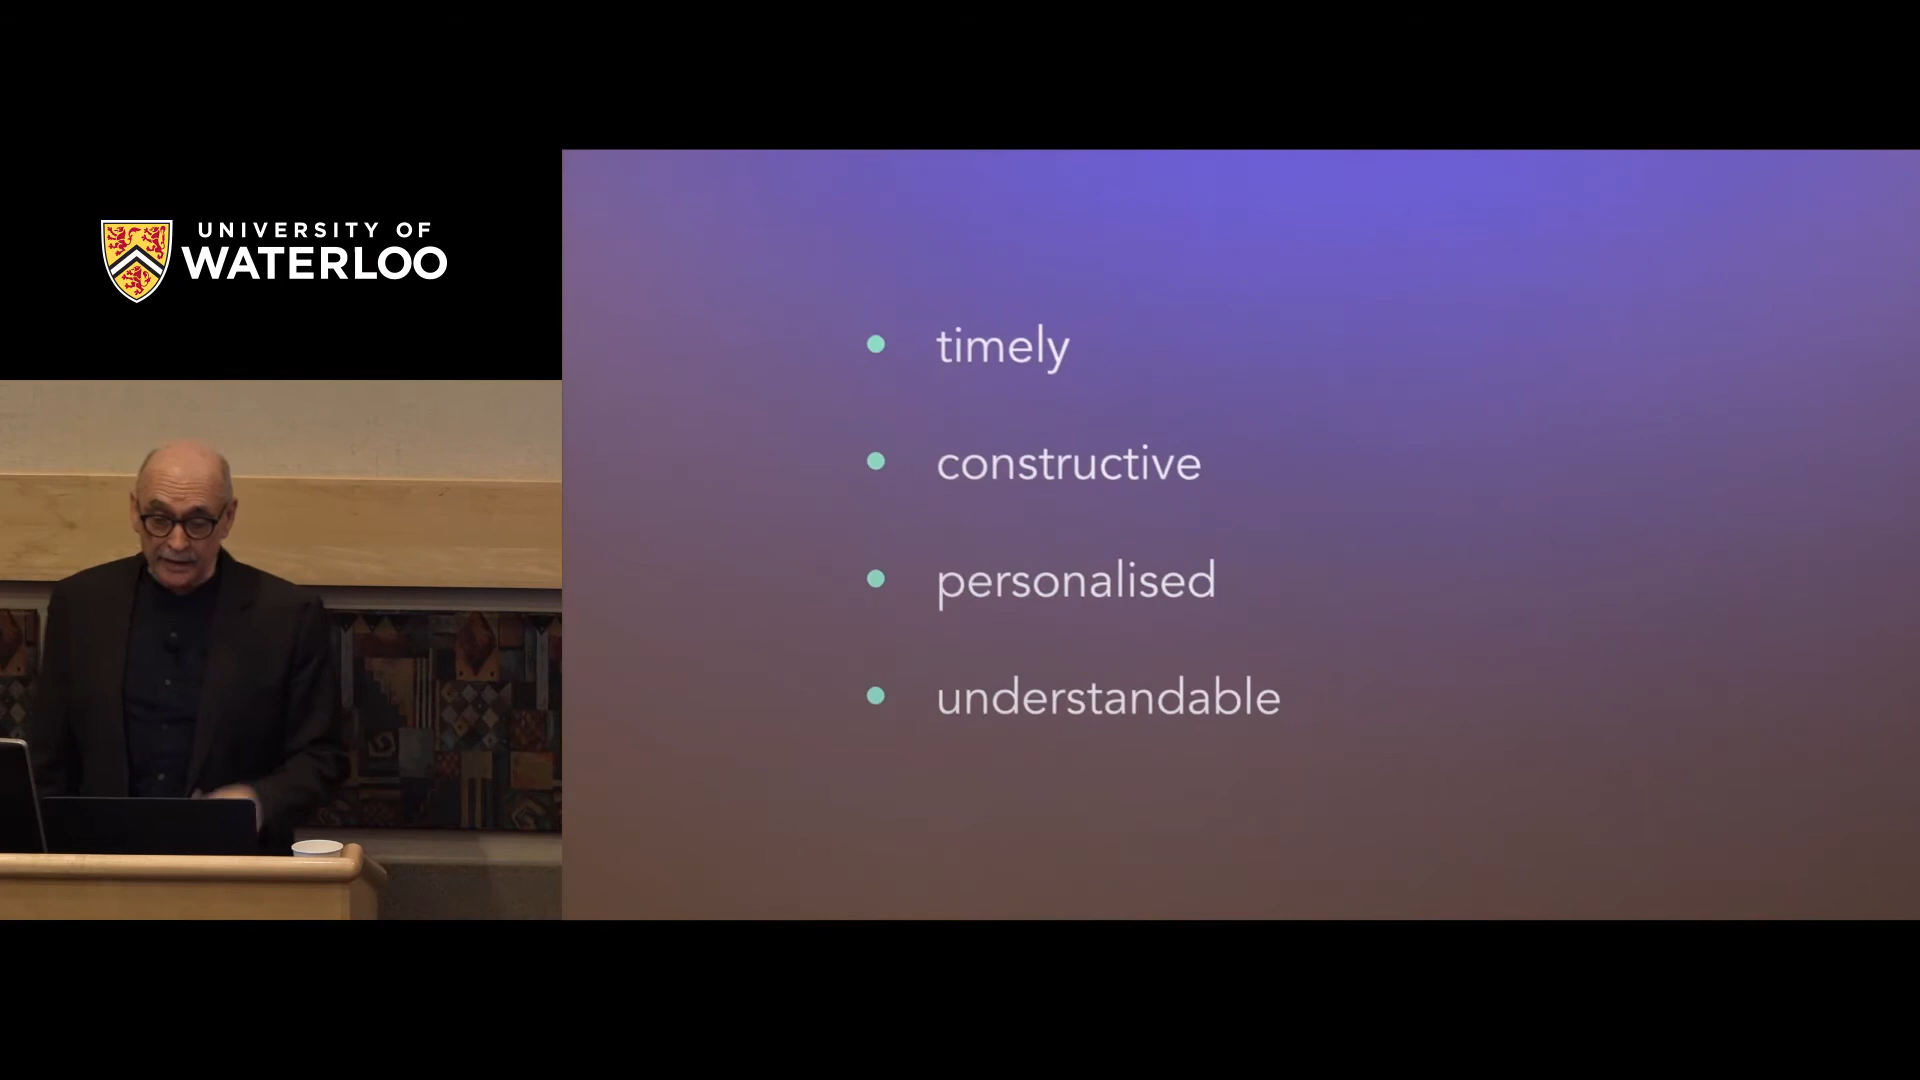 UNIVERSITY OF
WATERLOO
• timely
• constructive
• personalised
• understandable